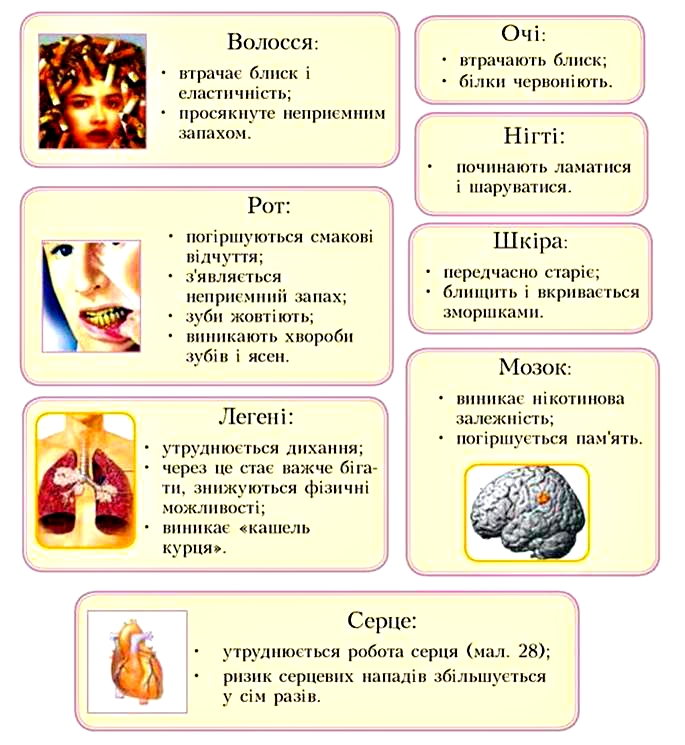 Волосся:
• втрачає блиск і
еластичність;
• просякнуте неприємним
запахом.
Очі:
• втрачають блиск;
• білки червоніють.
Нігті:
• починають ламатися
і шаруватися.
Рот:
• погіршуються смакові
відчуття;
• з'являється
неприємний запах;
• зуби жовтіють;
• виникають хвороби
зубів і ясен.
Шкіра:
• передчасно старіє;
• блищить і вкривається
зморшками.
Мозок:
• виникає нікотинова
залежність;
• погіршується пам'ять.
Легені:
• утруднюється дихання;
• через це стає важче біга-
ти, знижуються фізичні
можливості;
• виникає «кашель
курця».
Серце:
• утруднюється робота серця (мал. 28);
• ризик серцевих нападів збільшується
у сім разів.